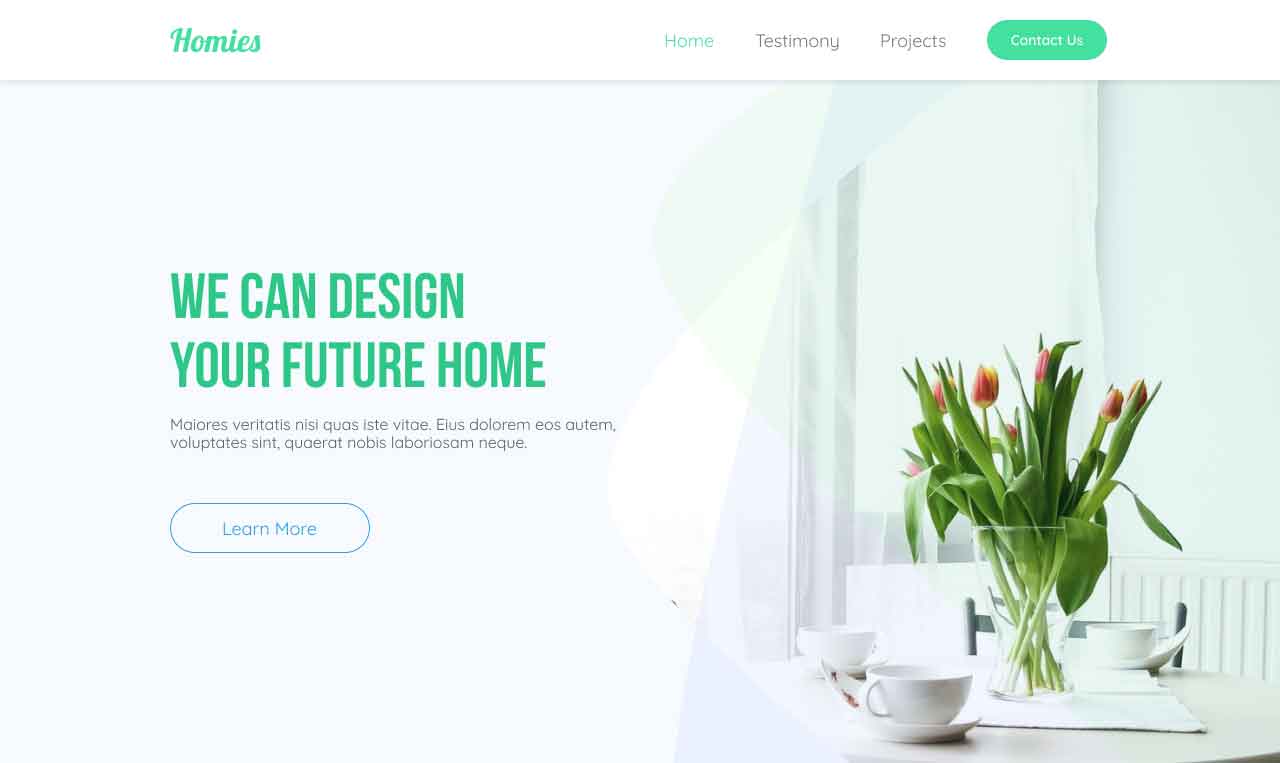 Homies
Home
Testimony
Projects
Contact Us
WE CAN DESIGN
YOUR FUTURE HOME
Maiores veritatis nisi quas iste vitae. Eius dolorem eos autem,
voluptates sint, quaerat nobis laboriosam neque.
Learn More